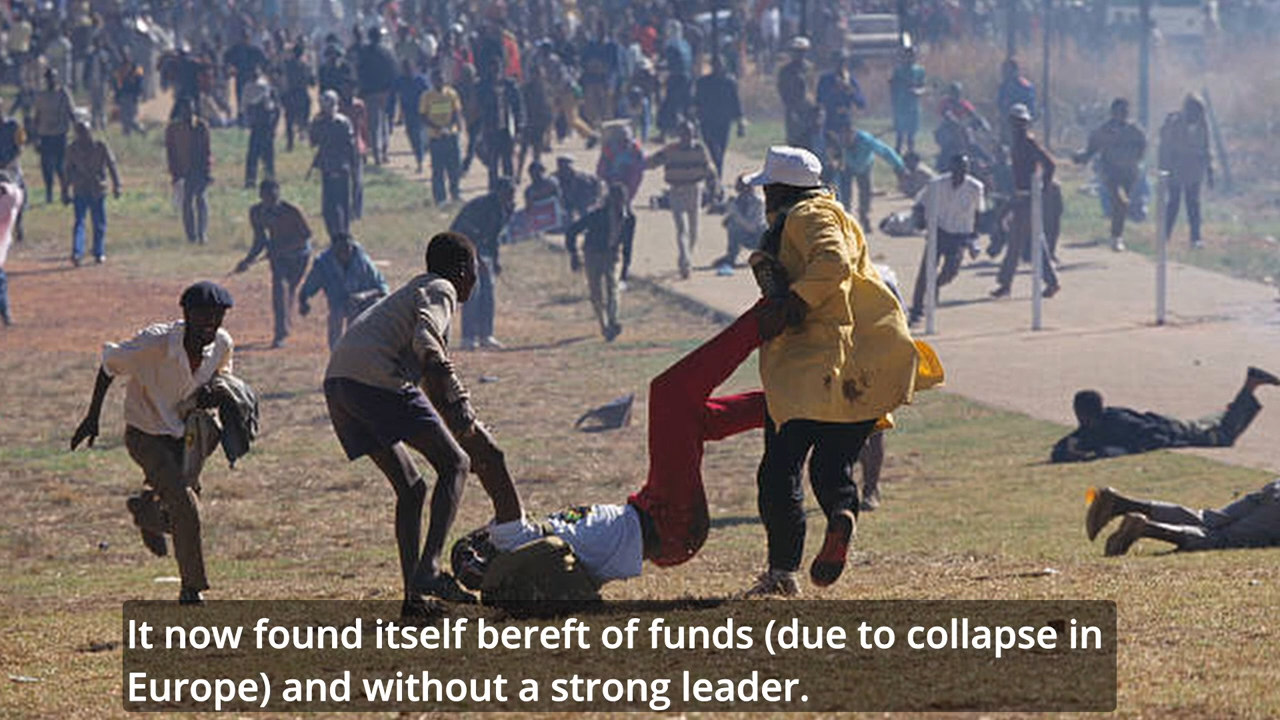 It now found itself bereft of funds (due to collapse in
Europe) and without a strong leader.